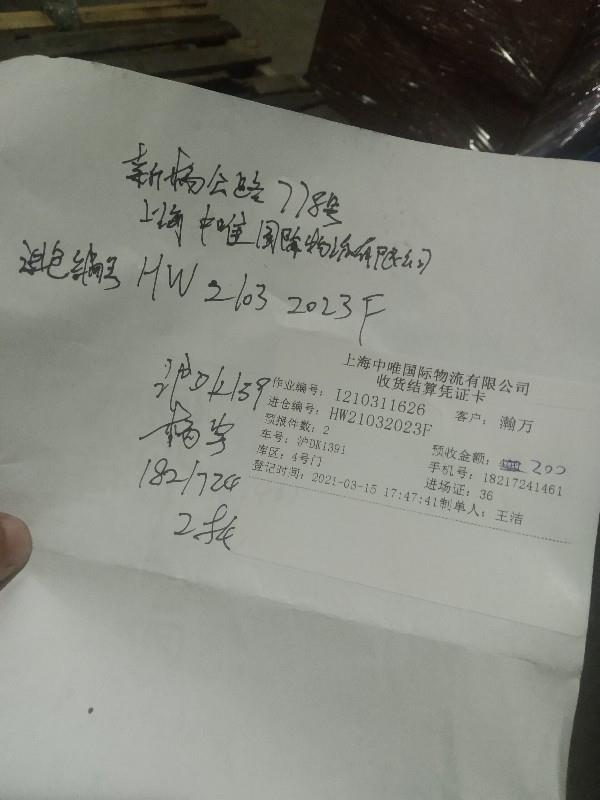 新桥公路778号
上海中唯国际物流有限公司
进仓编号 HW21032023F
沪DK139
1821724
2托
上海中唯国际物流有限公司
收货结算凭证卡
作业编号: I210311626 客户: 瀚万
进仓编号: HW21032023F
预报件数: 2 预收金额: 200
车号: 沪DK1391 手机号: 18217241461
库区: 4号门 进场证: 36
登记时间: 2021-03-15 17:47:41 制单人: 王洁